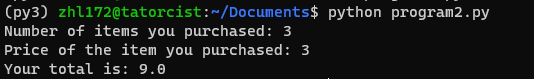 (py3) zhl172@tatorcist:~/Documents$ python program2.py
Number of items you purchased: 3
Price of the item you purchased: 3
Your total is: 9.0